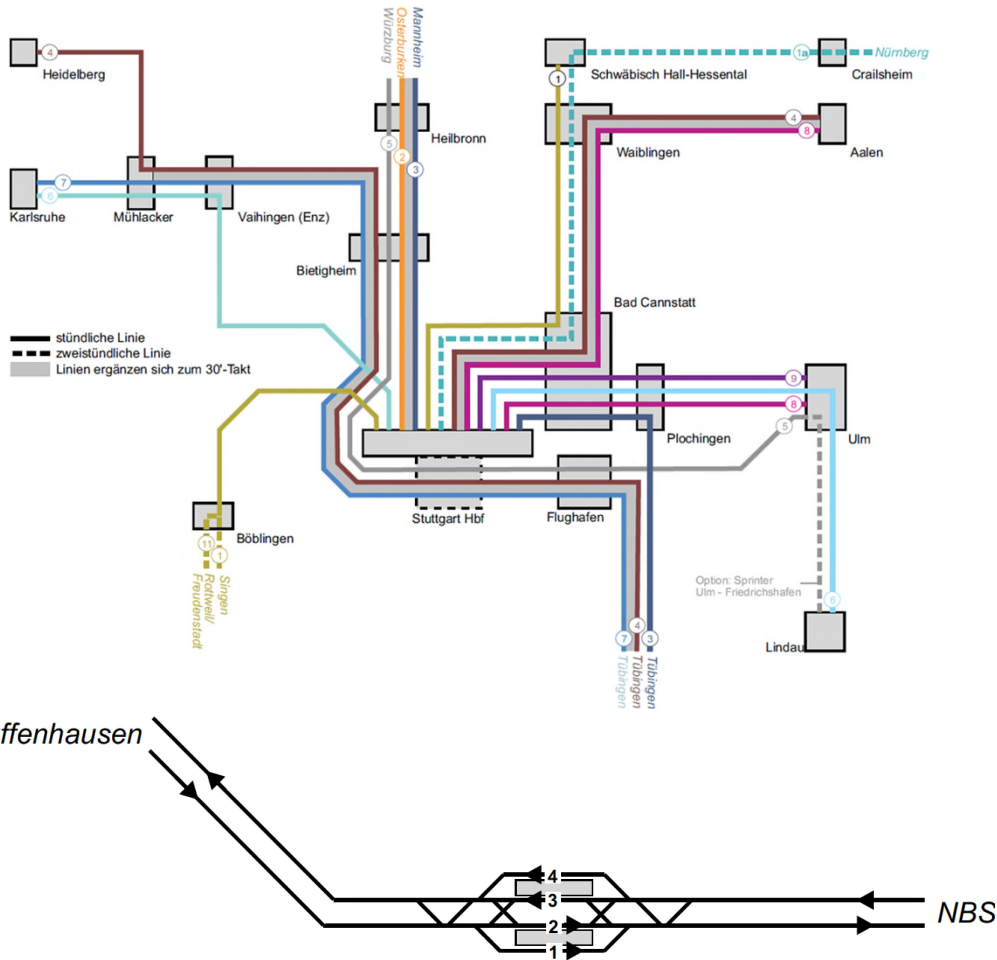 Würzburg
Osterburken
Mannheim
4
Heidelberg
1
Schwäbisch Hall-Hessental
1a
Crailsheim
Nürnberg
5
2
3
Heilbronn
Waiblingen
4
8
Aalen
7
6
Karlsruhe
Mühlacker
Vaihingen (Enz)
Bietigheim
Bad Cannstatt
stündliche Linie
zweistündliche Linie
Linien ergänzen sich zum 30'-Takt
9
8
5
Plochingen
Ulm
Stuttgart Hbf
Flughafen
Böblingen
11
1
Singen
Rottweil/
Freudenstadt
Option: Sprinter
Ulm - Friedrichshafen
6
Lindau
7
4
3
Tübingen
Tübingen
Tübingen
ffenhausen
4
3
2
1
NBS